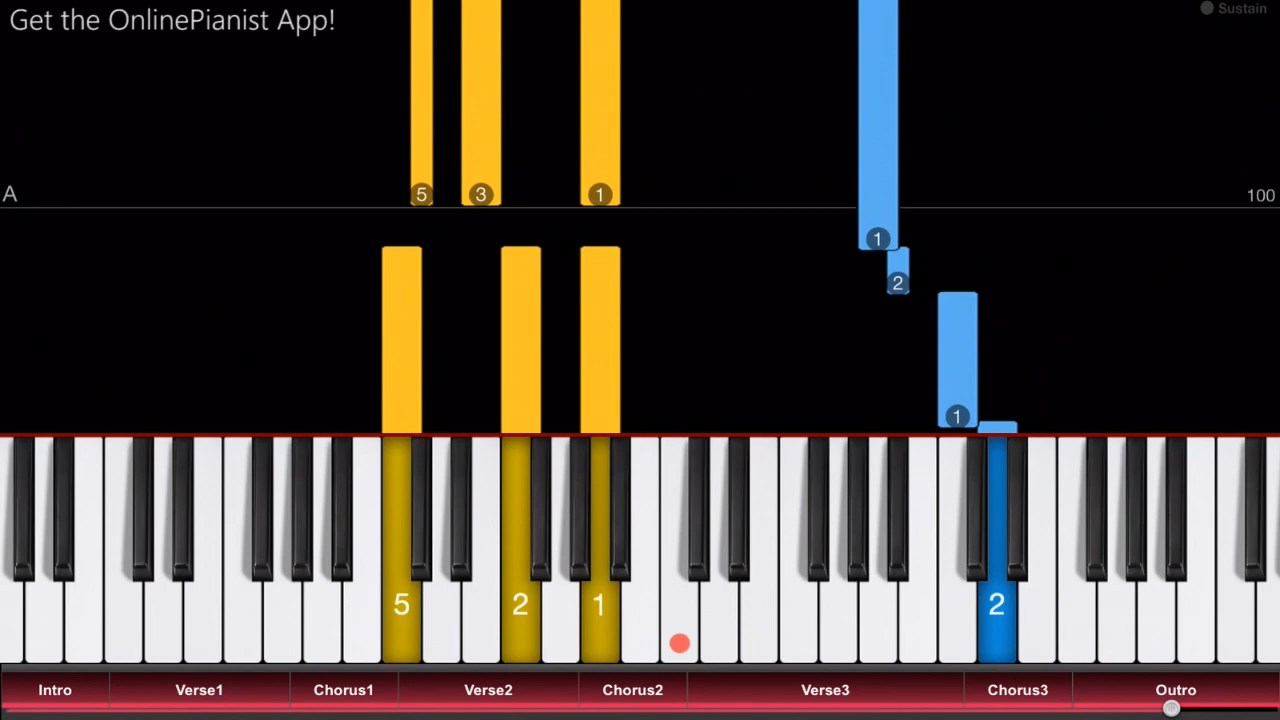 Get the OnlinePianist App!
Sustain
A
5 3 1
100
1
2
1
5 2 1 2
Intro Verse1 Chorus1 Verse2 Chorus2 Verse3 Chorus3 Outro